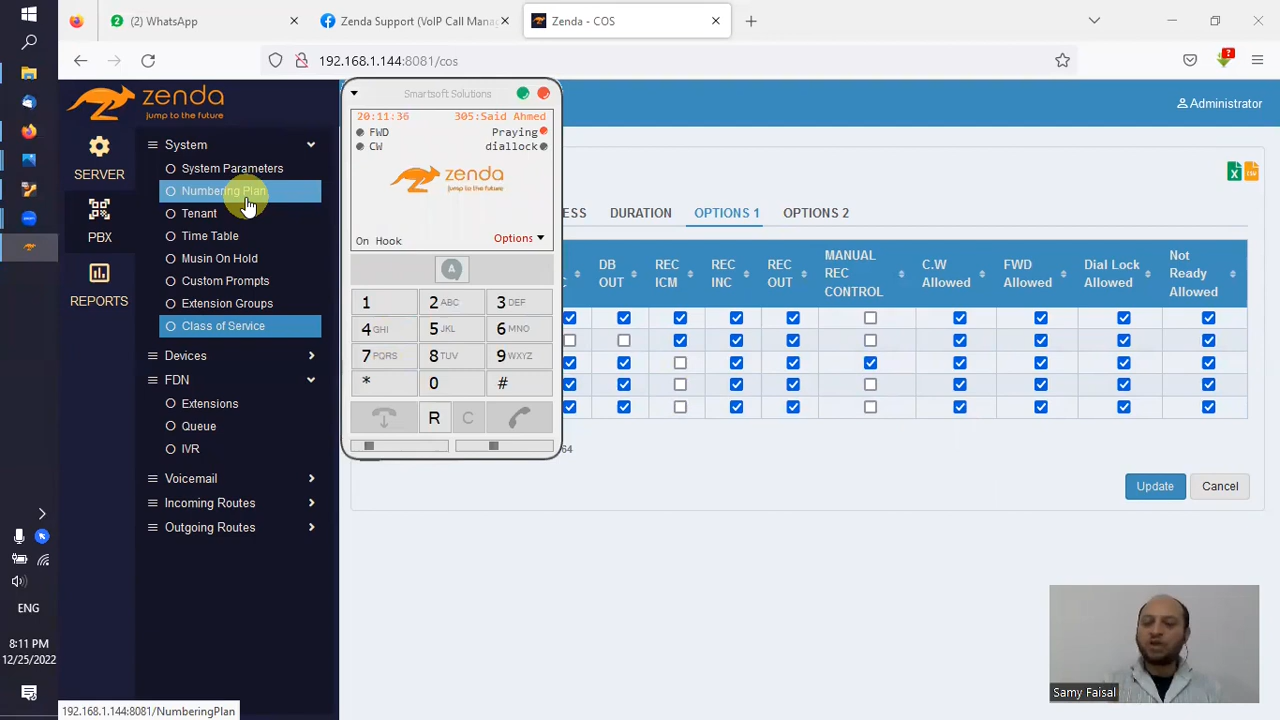 (2) WhatsApp
Zenda Support (VoIP Call Mana
Zenda - COS
192.168.1.144:8081/cos
zenda
jump to the future
Administrator
SERVER
PBX
REPORTS
System
System Parameters
Numbering Plan
Tenant
Time Table
Musin On Hold
Custom Prompts
Extension Groups
Class of Service
Devices
FDN
Extensions
Queue
IVR
Voicemail
Incoming Routes
Outgoing Routes
Smartsoft Solutions
20:11:36 305:Said Ahmed
FWD Praying
CW diallock
zenda
jump to the future
On Hook Options
A
1 2 ABC 3 DEF
4 GHI 5 JKL 6 MNO
7 PQRS 8 TUV 9 WXYZ
* 0 #
R C
ESS DURATION OPTIONS 1 OPTIONS 2
C DB OUT REC ICM REC INC REC OUT MANUAL REC CONTROL C.W Allowed FWD Allowed Dial Lock Allowed Not Ready Allowed
64
Update Cancel
ENG
8:11 PM
12/25/2022
Samy Faisal
192.168.1.144:8081/NumberingPlan